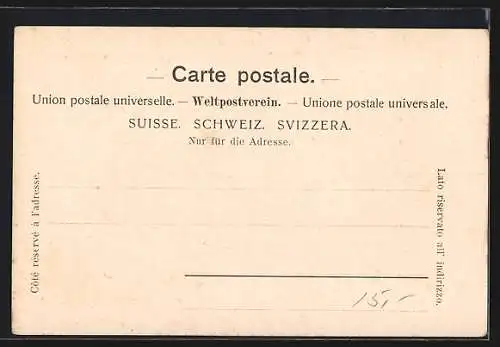 — Carte postale. —
Union postale universelle. — Weltpostverein. — Unione postale universale.
SUISSE. SCHWEIZ. SVIZZERA.
Nur für die Adresse.
Côté réservé à l'adresse.
Lato riservato all' indirizzo.
15,-